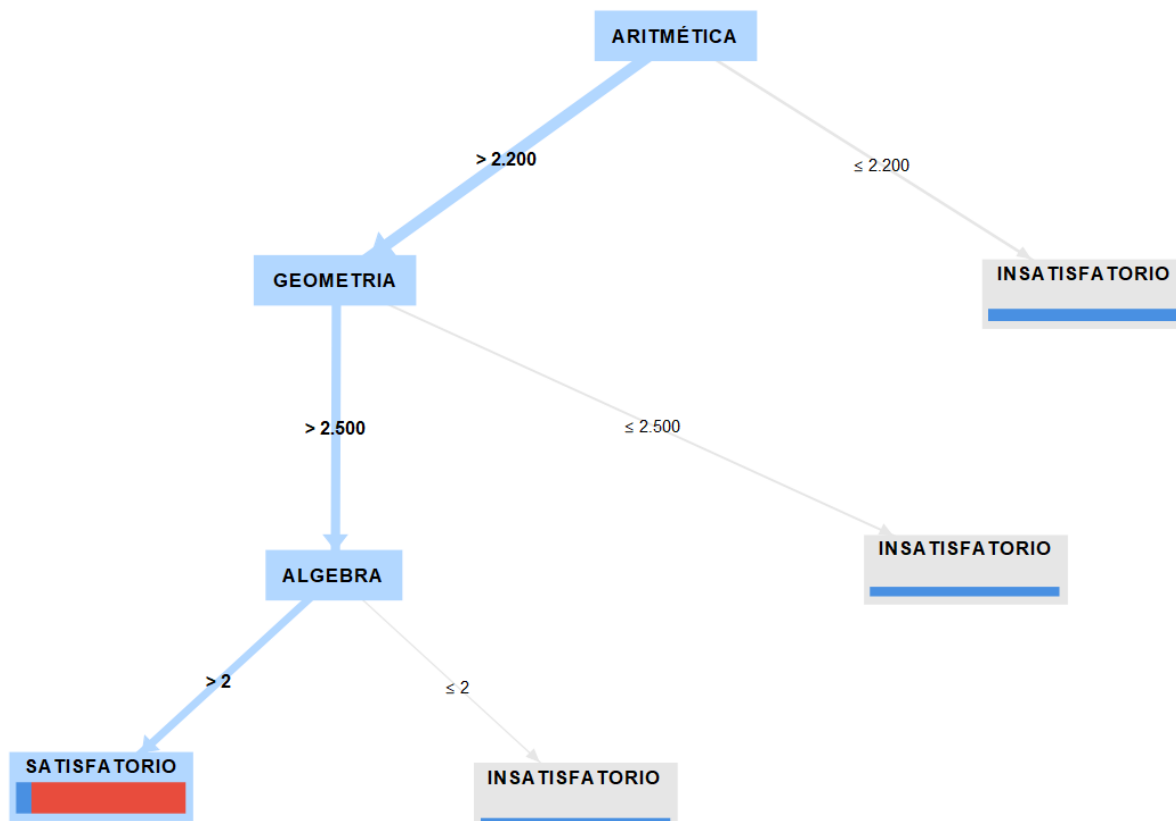 ARITMÉTICA
> 2.200
≤ 2.200
GEOMETRIA
INSATISFATORIO
> 2.500
≤ 2.500
INSATISFATORIO
ALGEBRA
> 2
≤ 2
SATISFATORIO
INSATISFATORIO